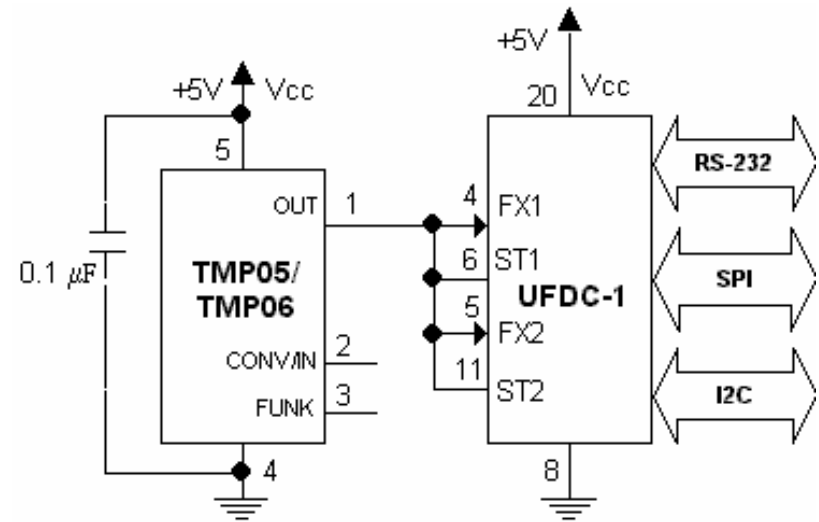 +5V Vcc
5
OUT
1
TMP05/
TMP06
0.1 µF
CONV/IN
2
FUNK
3
4
+5V
20 Vcc
4 FX1
6 ST1
UFDC-1
5 FX2
11 ST2
8
RS-232
SPI
I2C